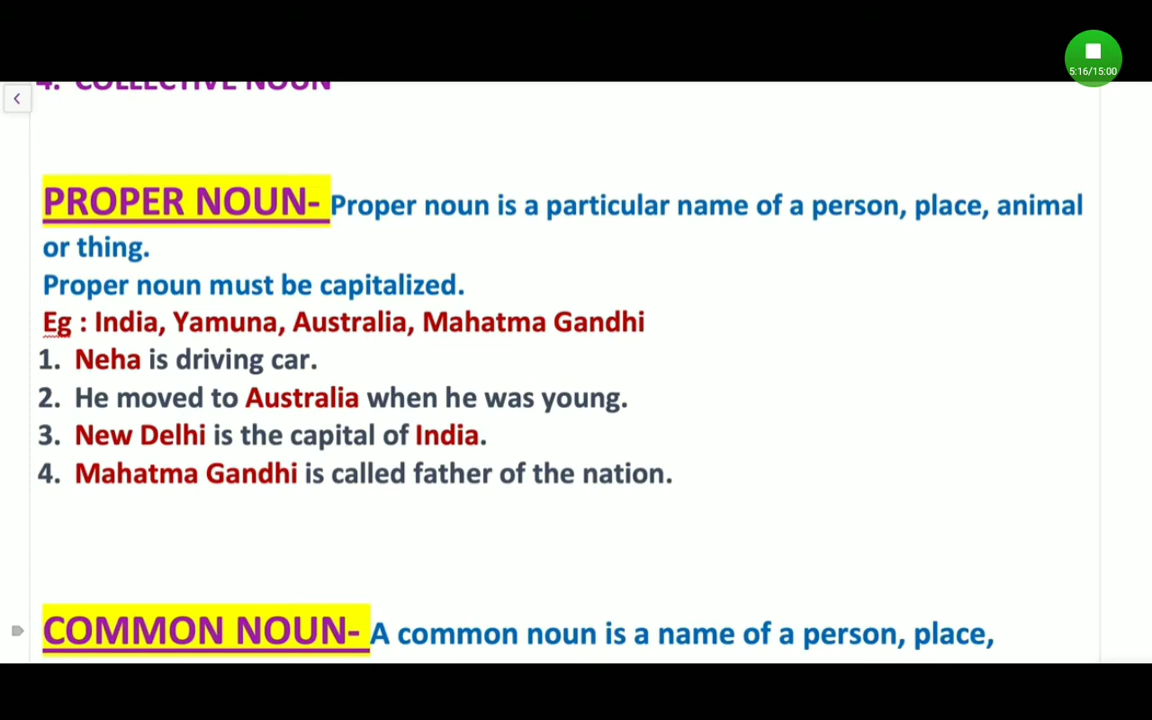 5:16/15:00
4. COLLECTIVE NOUN
PROPER NOUN- Proper noun is a particular name of a person, place, animal
or thing.
Proper noun must be capitalized.
Eg : India, Yamuna, Australia, Mahatma Gandhi
1. Neha is driving car.
2. He moved to Australia when he was young.
3. New Delhi is the capital of India.
4. Mahatma Gandhi is called father of the nation.
COMMON NOUN- A common noun is a name of a person, place,